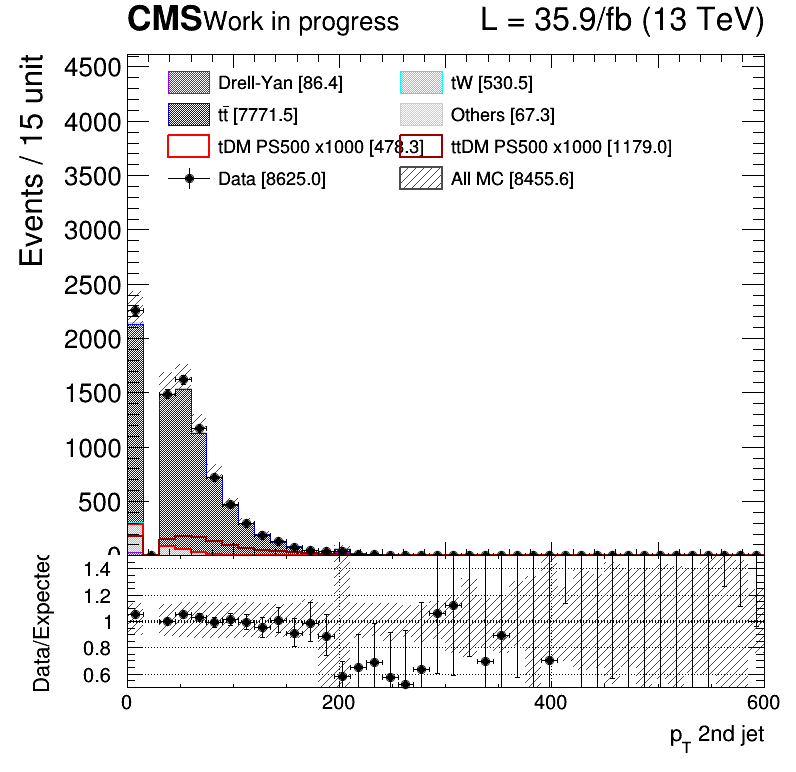 CMS Work in progress L = 35.9/fb (13 TeV)
Events / 15 unit
4500
4000
3500
3000
2500
2000
1500
1000
500
0
Drell-Yan [86.4]
tW [530.5]
tt̄ [7771.5]
Others [67.3]
tDM PS500 x1000 [478.3]
ttDM PS500 x1000 [1179.0]
Data [8625.0]
All MC [8455.6]
Data/Expected
1.4
1.2
1
0.8
0.6
0 200 400 600
p_T 2nd jet